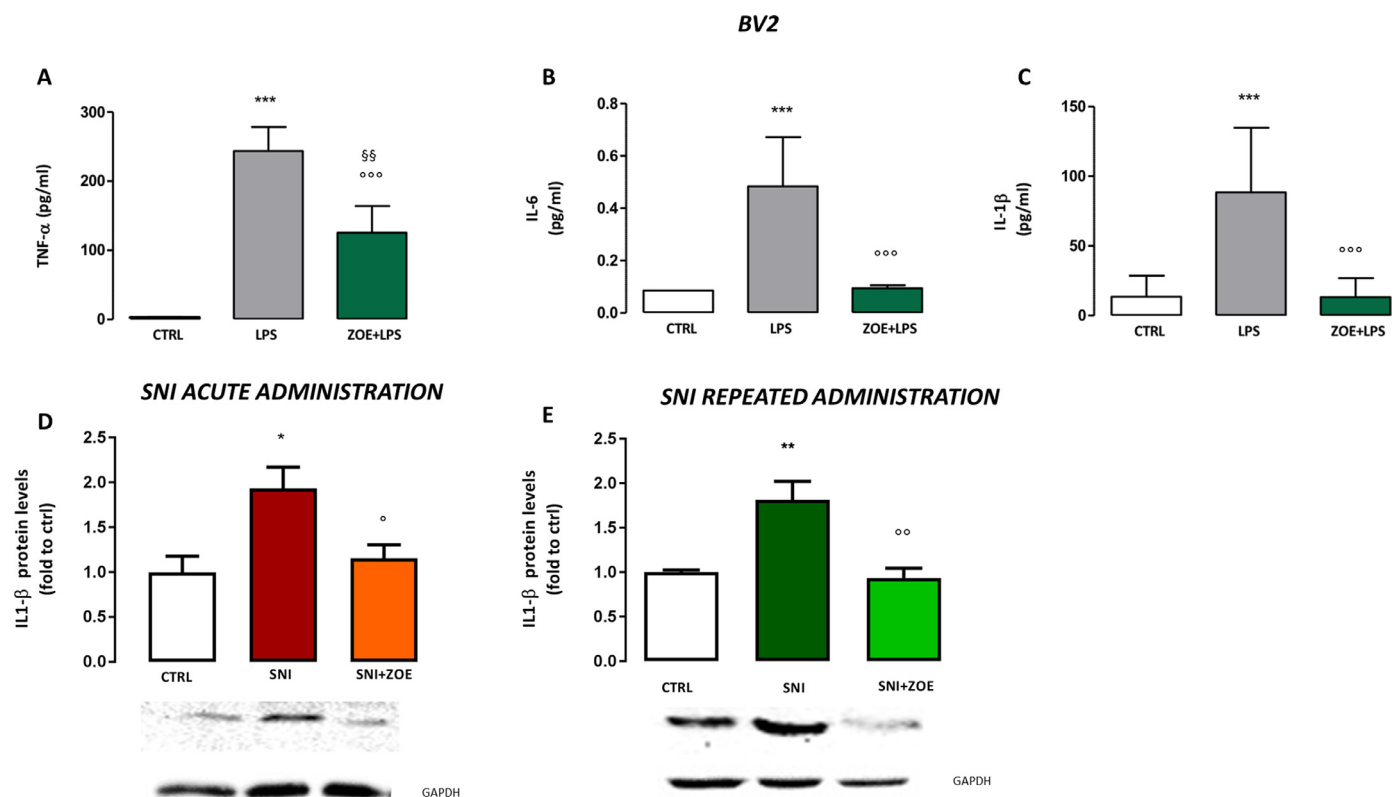 BV2
A
TNF-α (pg/ml)
300
200
100
0
***
§§
°°°
CTRL
LPS
ZOE+LPS
B
IL-6
(pg/ml)
0.8
0.6
0.4
0.2
0.0
***
°°°
CTRL
LPS
ZOE+LPS
C
IL-1β
(pg/ml)
150
100
50
0
***
°°°
CTRL
LPS
ZOE+LPS
SNI ACUTE ADMINISTRATION
D
IL1-β protein levels
(fold to ctrl)
2.5
2.0
1.5
1.0
0.5
0.0
*
°
CTRL
SNI
SNI+ZOE
GAPDH
SNI REPEATED ADMINISTRATION
E
IL1-β protein levels
(fold to ctrl)
2.5
2.0
1.5
1.0
0.5
0.0
**
°°
CTRL
SNI
SNI+ZOE
GAPDH